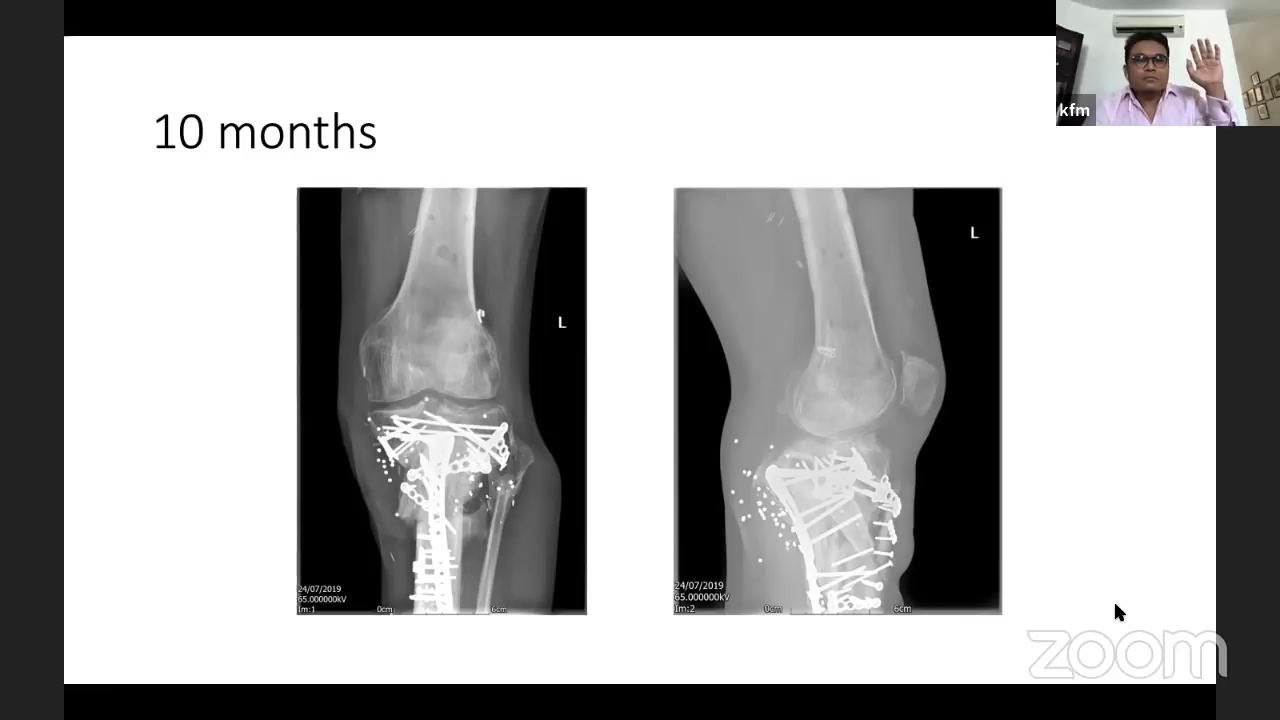 kfm
10 months
L
L
24/07/2019
65.000000kV
Im:1
0cm
6cm
24/07/2019
65.000000kV
Im:2
0cm
6cm
zoom